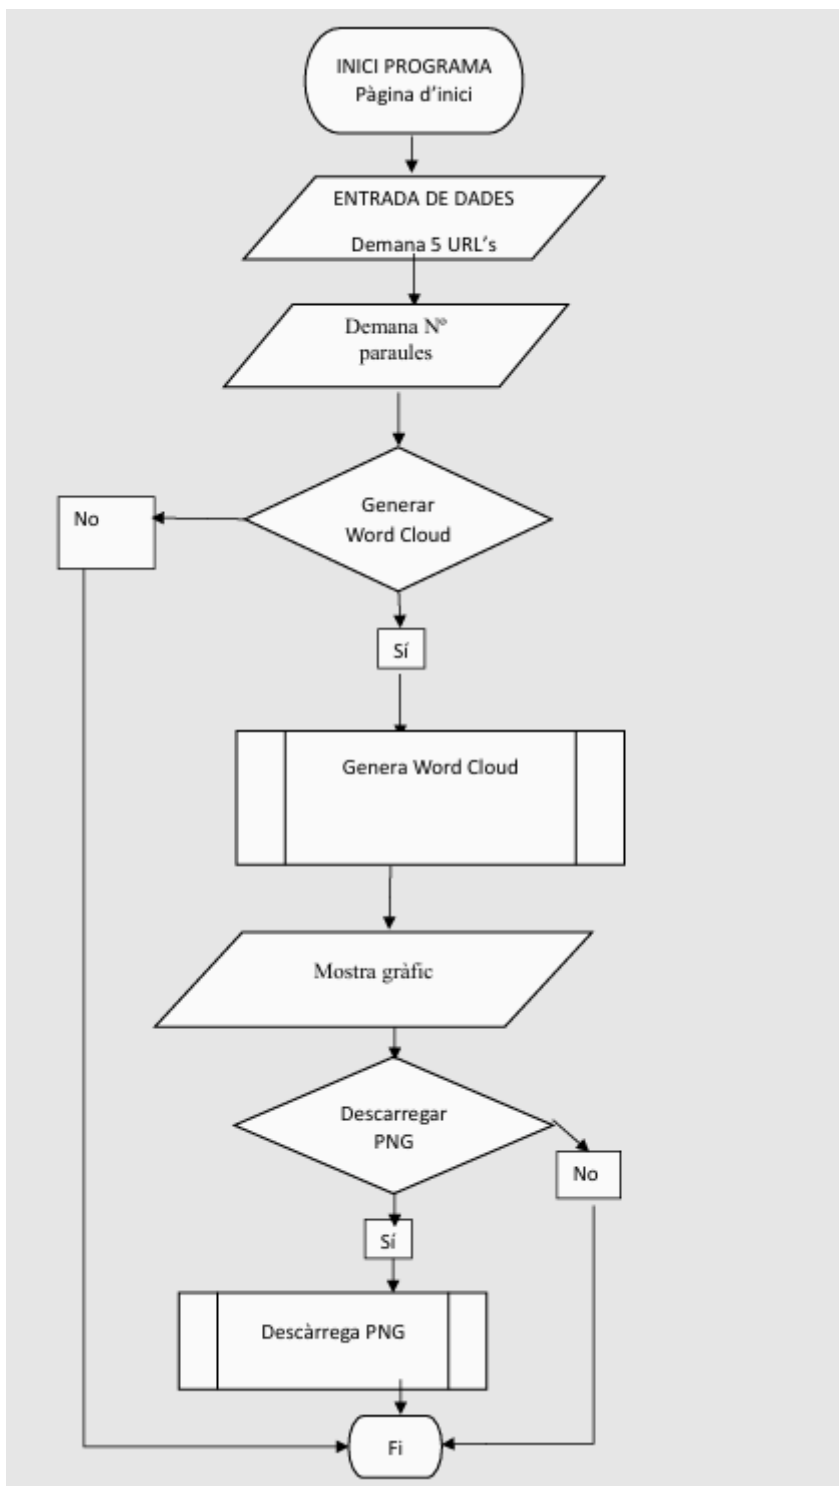 INICI PROGRAMA
Pàgina d'inici
ENTRADA DE DADES
Demana 5 URL's
Demana Nº
paraules
Generar
Word Cloud
No
Sí
Genera Word Cloud
Mostra gràfic
Descarregar
PNG
No
Sí
Descàrrega PNG
Fi